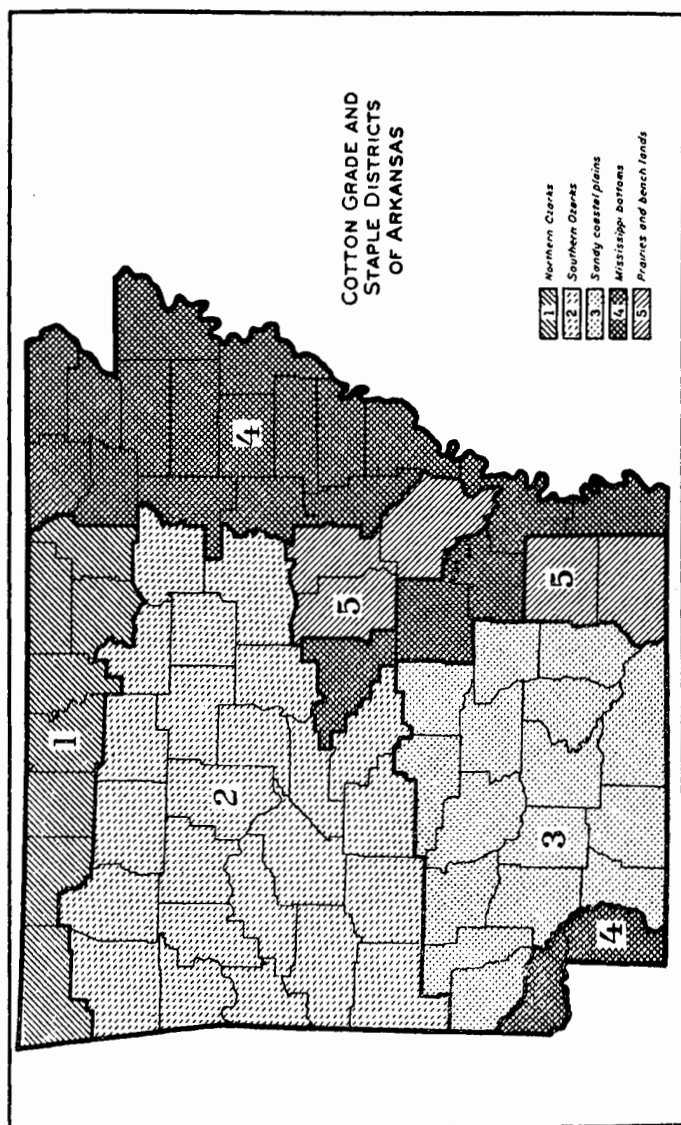 COTTON GRADE AND
STAPLE DISTRICTS
OF ARKANSAS
1 Northern Ozarks
2 Southern Ozarks
3 Sandy coastal plains
4 Mississippi bottoms
5 Prairies and bench lands
1
2
3
4
4
5
5